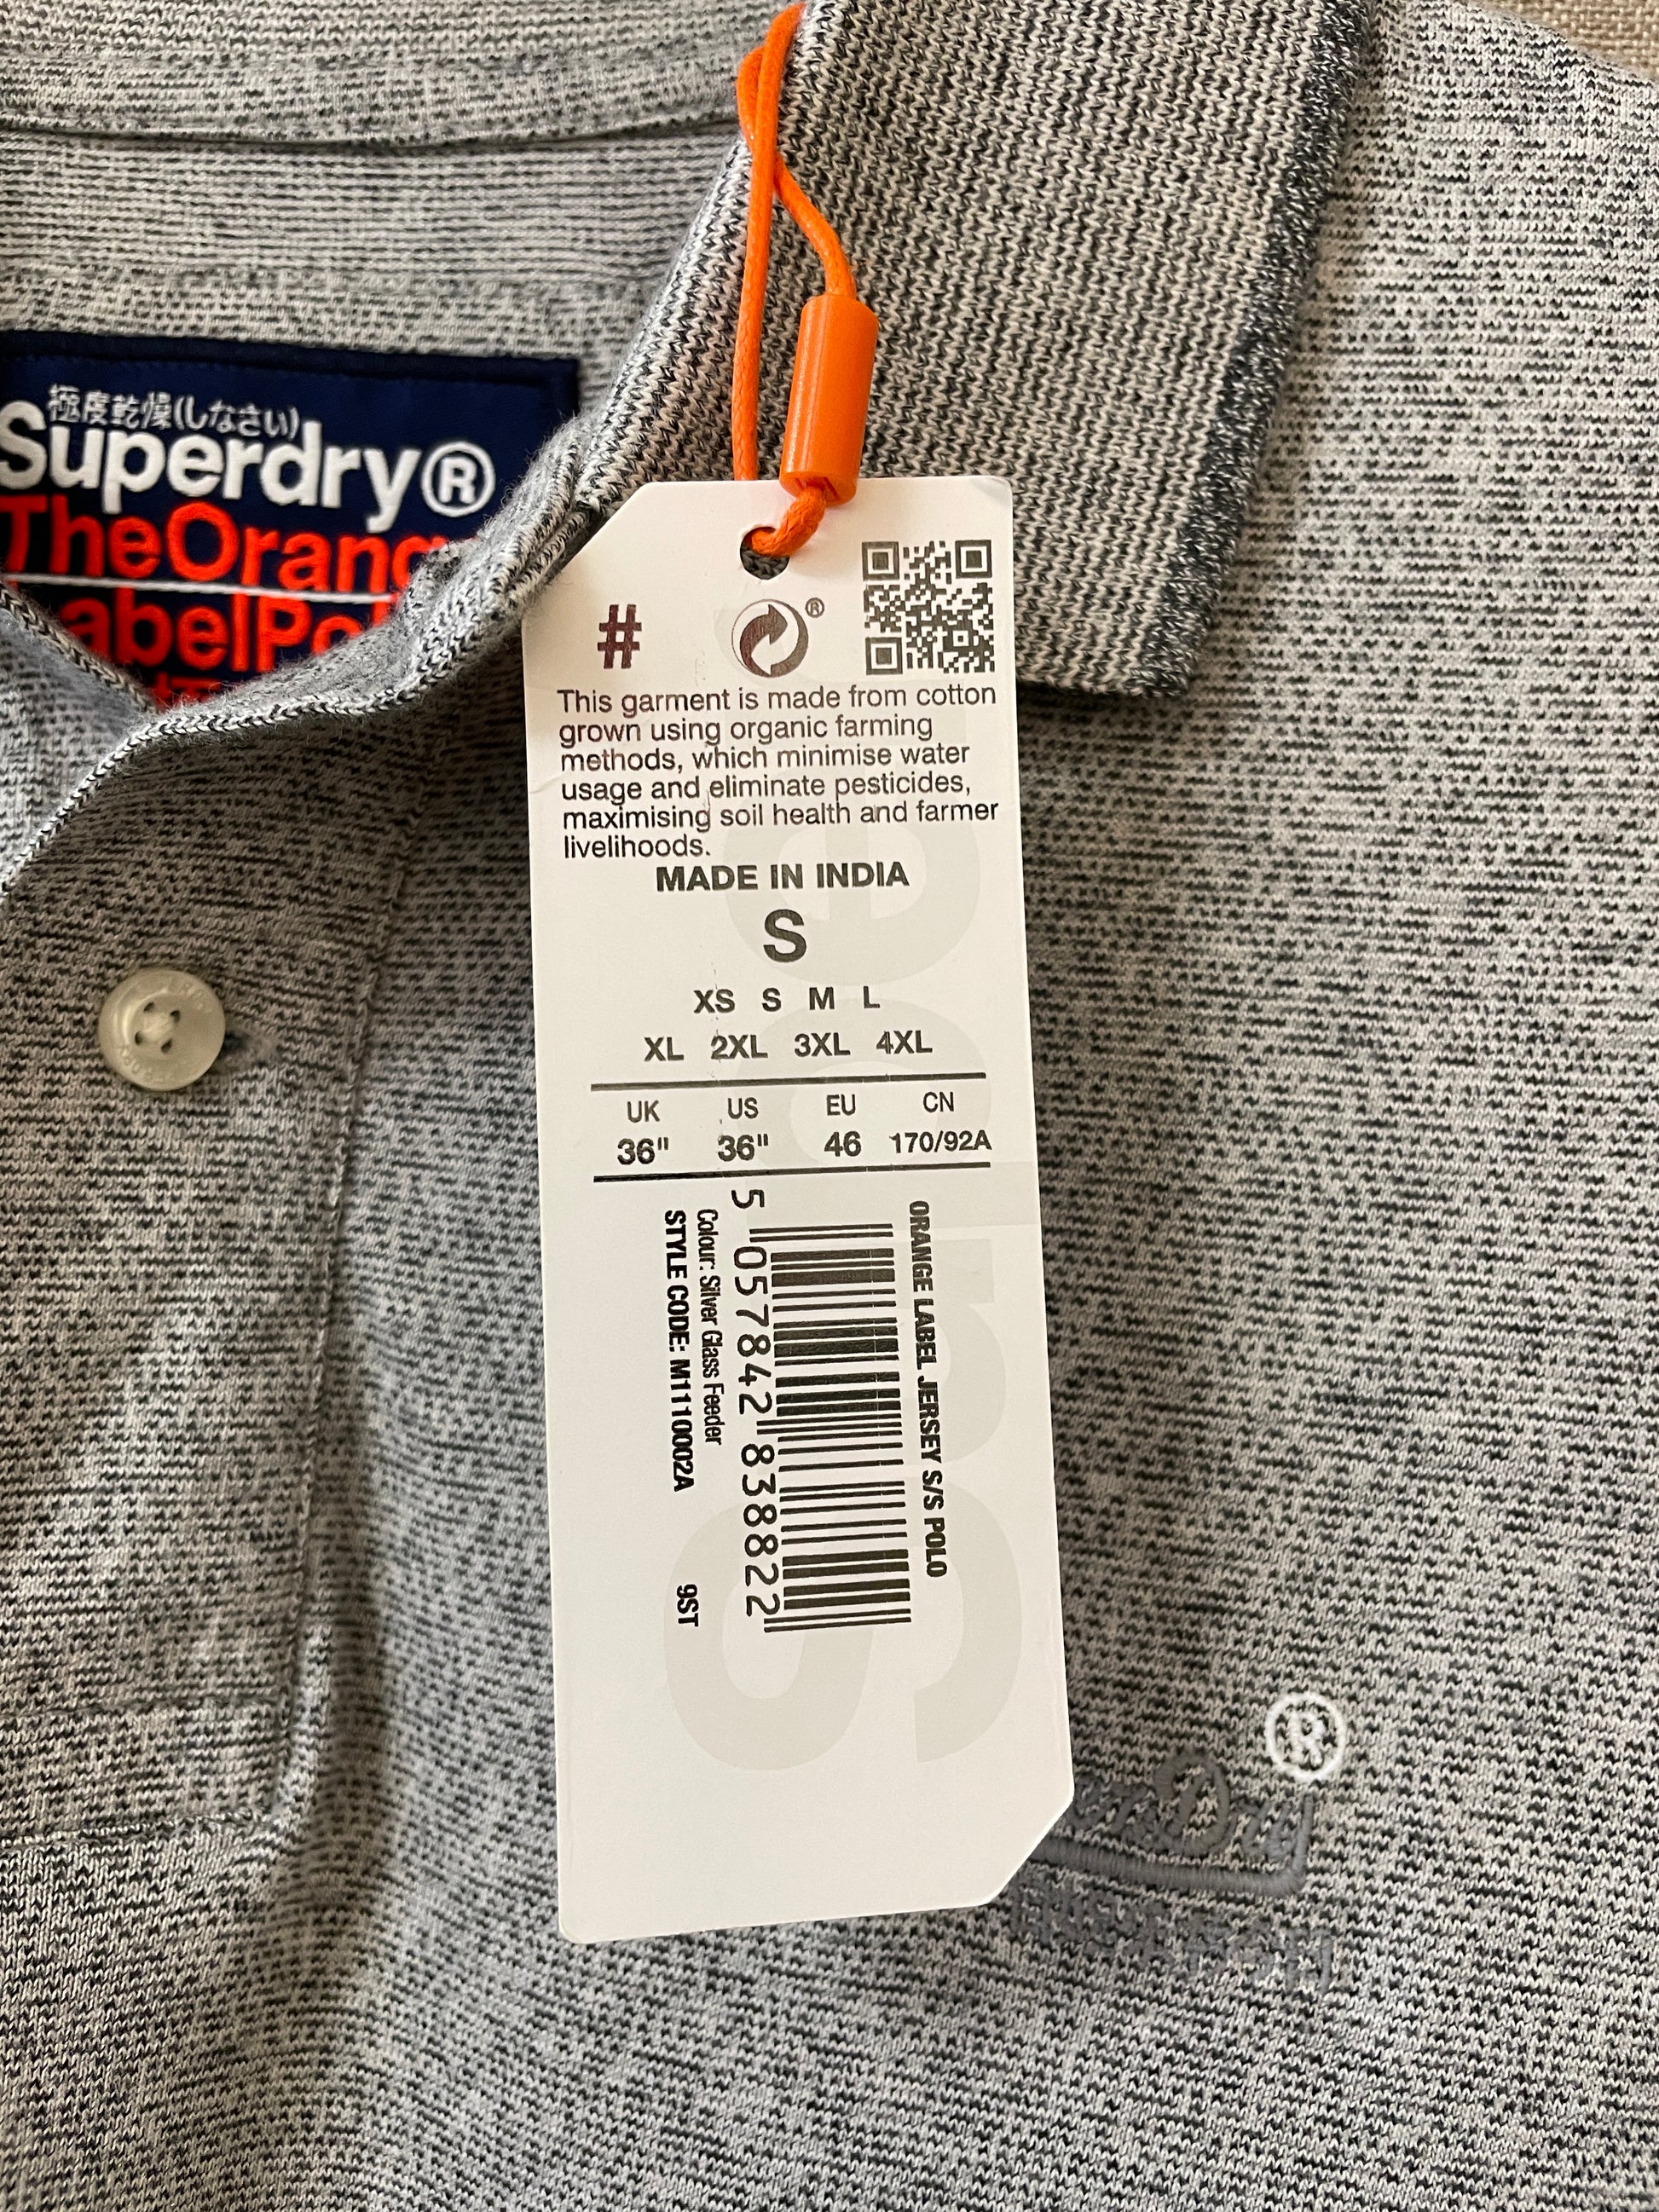 極度乾燥(しなさい)
Superdry®
TheOrang
LabelPo
#
®
This garment is made from cotton
grown using organic farming
methods, which minimise water
usage and eliminate pesticides,
maximising soil health and farmer
livelihoods.
MADE IN INDIA
S
XS S M L
XL 2XL 3XL 4XL
UK US EU CN
36" 36" 46 170/92A
ORANGE LABEL JERSEY S/S POLO
5 057842 838822
Colour: Silver Glass Feeder
STYLE CODE: M1110002A 9ST
®